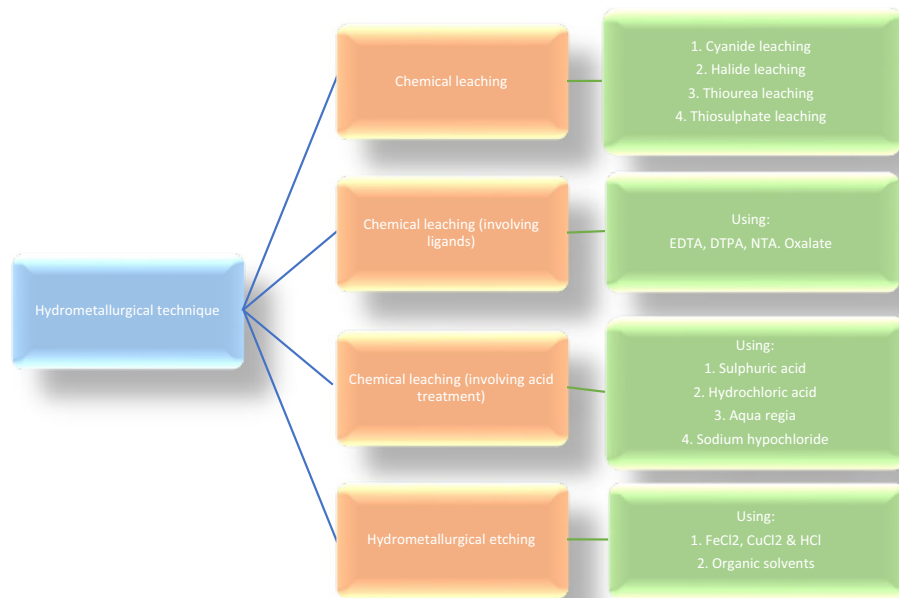 Hydrometallurgical technique
Chemical leaching
1. Cyanide leaching
2. Halide leaching
3. Thiourea leaching
4. Thiosulphate leaching
Chemical leaching (involving
ligands)
Using:
EDTA, DTPA, NTA. Oxalate
Chemical leaching (involving acid
treatment)
Using:
1. Sulphuric acid
2. Hydrochloric acid
3. Aqua regia
4. Sodium hypochloride
Hydrometallurgical etching
Using:
1. FeCl2, CuCl2 & HCl
2. Organic solvents